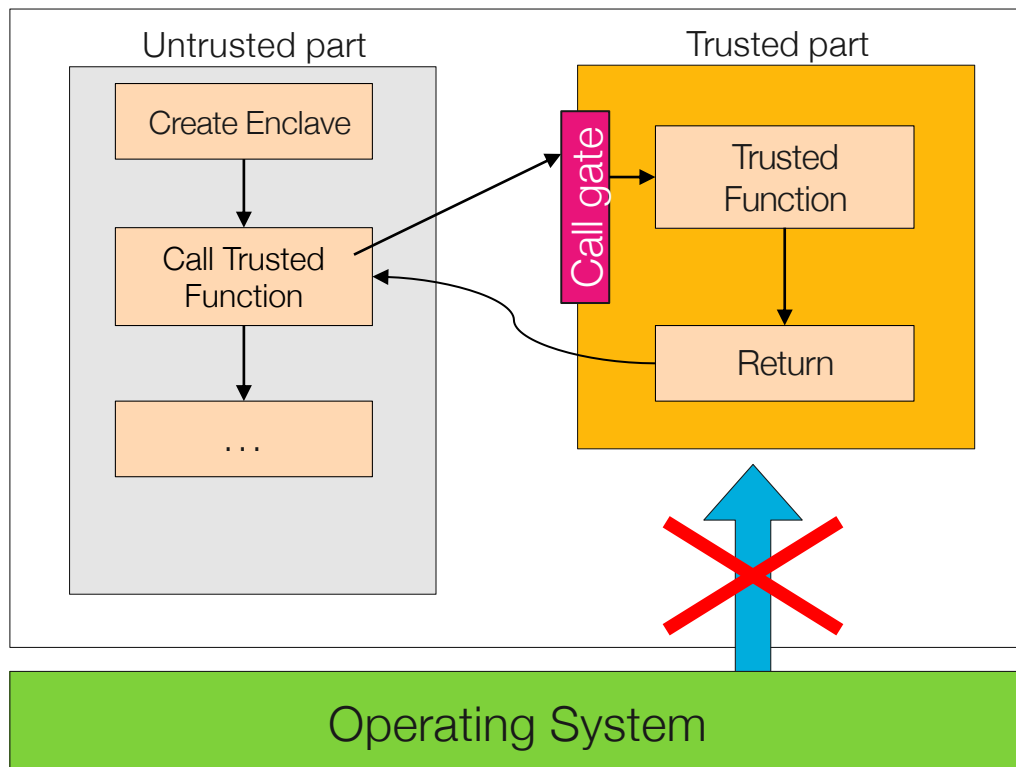 Untrusted part
Create Enclave
Call Trusted
Function
...
Trusted part
Call gate
Trusted
Function
Return
Operating System